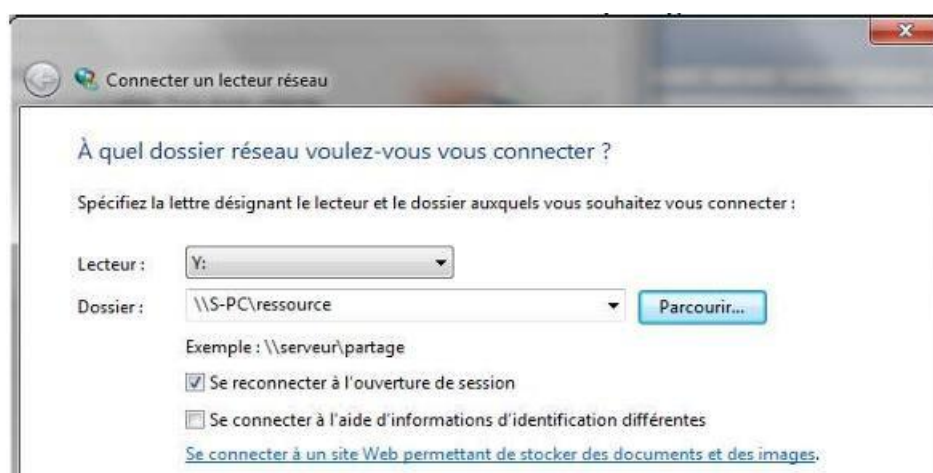 Connecter un lecteur réseau
À quel dossier réseau voulez-vous vous connecter ?
Spécifiez la lettre désignant le lecteur et le dossier auxquels vous souhaitez vous connecter :
Lecteur : Y:
Dossier : \\S-PC\ressource Parcourir...
Exemple : \\serveur\partage
Se reconnecter à l'ouverture de session
Se connecter à l'aide d'informations d'identification différentes
Se connecter à un site Web permettant de stocker des documents et des images.